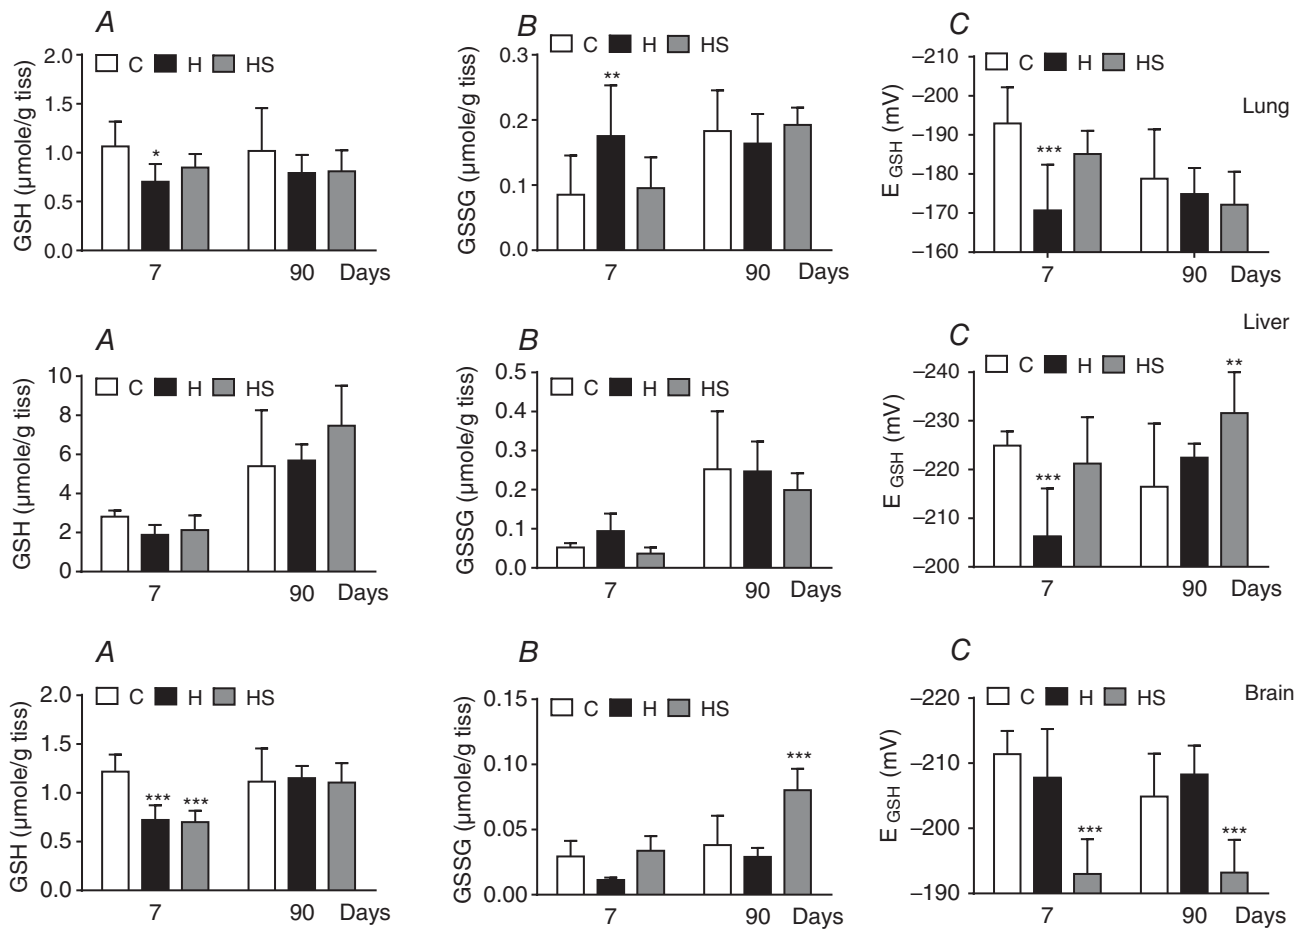 A
C H HS
GSH (μmole/g tiss)
2.0
1.5
1.0
0.5
0.0
*
7 90 Days
B
C H HS
GSSG (μmole/g tiss)
0.3
0.2
0.1
0.0
**
7 90 Days
C
C H HS
E GSH (mV)
–210
–200
–190
–180
–170
–160
***
7 90 Days
Lung
A
C H HS
GSH (μmole/g tiss)
10
8
6
4
2
0
7 90 Days
B
C H HS
GSSG (μmole/g tiss)
0.5
0.4
0.3
0.2
0.1
0.0
7 90 Days
Liver
C
C H HS
E GSH (mV)
–240
–230
–220
–210
–200
***
**
7 90 Days
A
C H HS
GSH (μmole/g tiss)
2.0
1.5
1.0
0.5
0.0
*** ***
7 90 Days
B
C H HS
GSSG (μmole/g tiss)
0.15
0.10
0.05
0.00
***
7 90 Days
C
C H HS
E GSH (mV)
–220
–210
–200
–190
*** ***
7 90 Days
Brain